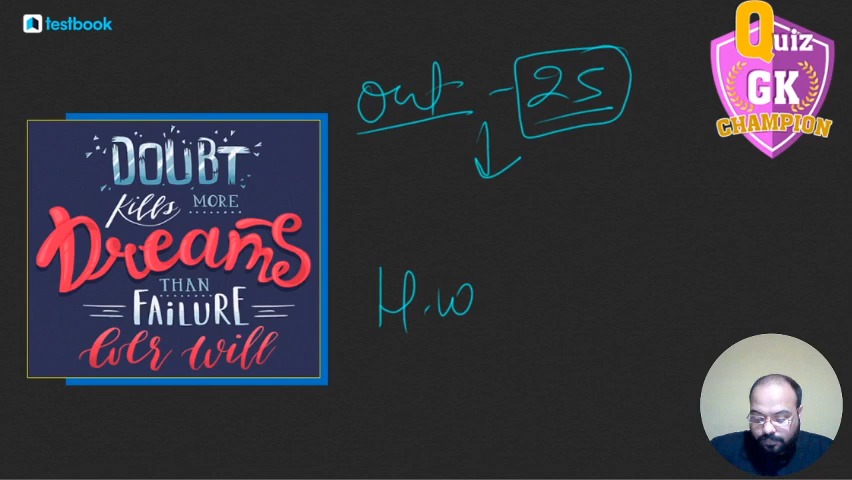 testbook
Quiz
GK
CHAMPION
out - 25
DOUBT
Kills MORE
Dreams
THAN
FAiLURE
Ever will
H.w